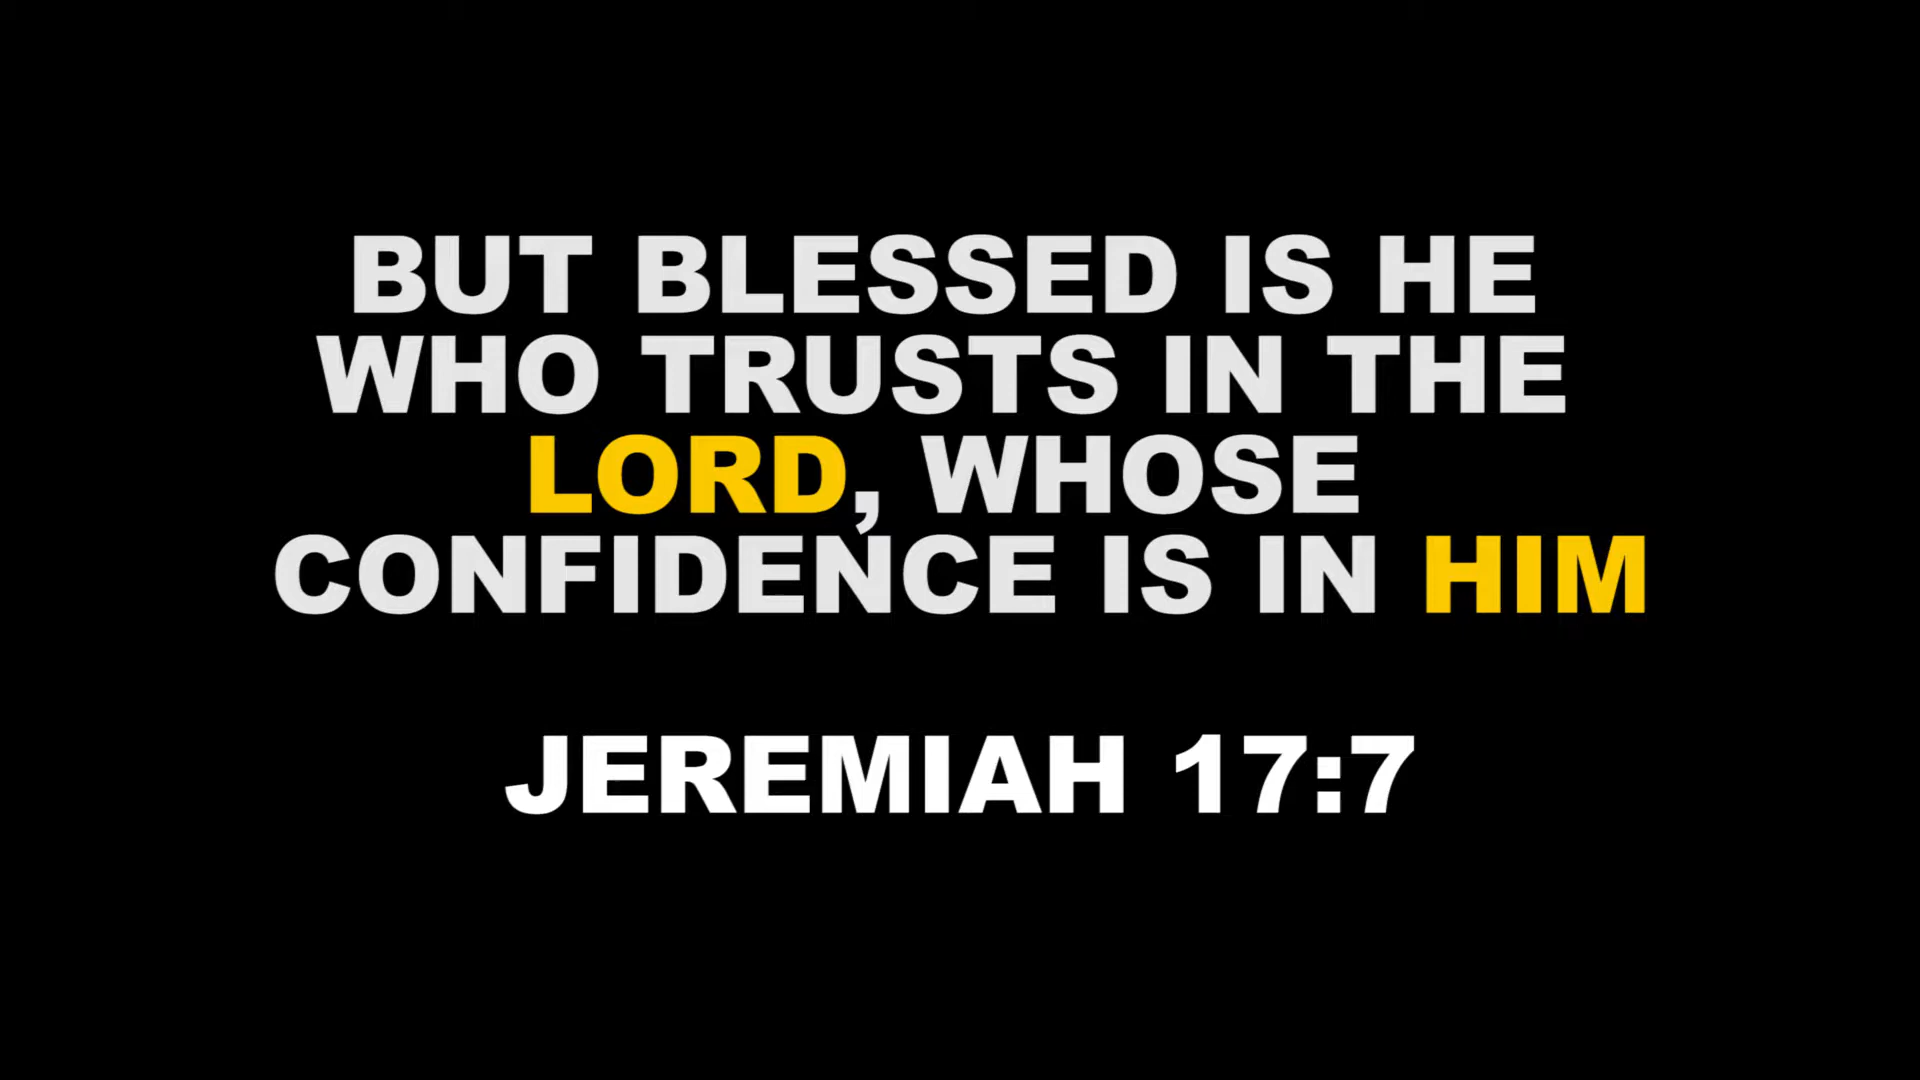 BUT BLESSED IS HE
WHO TRUSTS IN THE
LORD, WHOSE
CONFIDENCE IS IN HIM
JEREMIAH 17:7